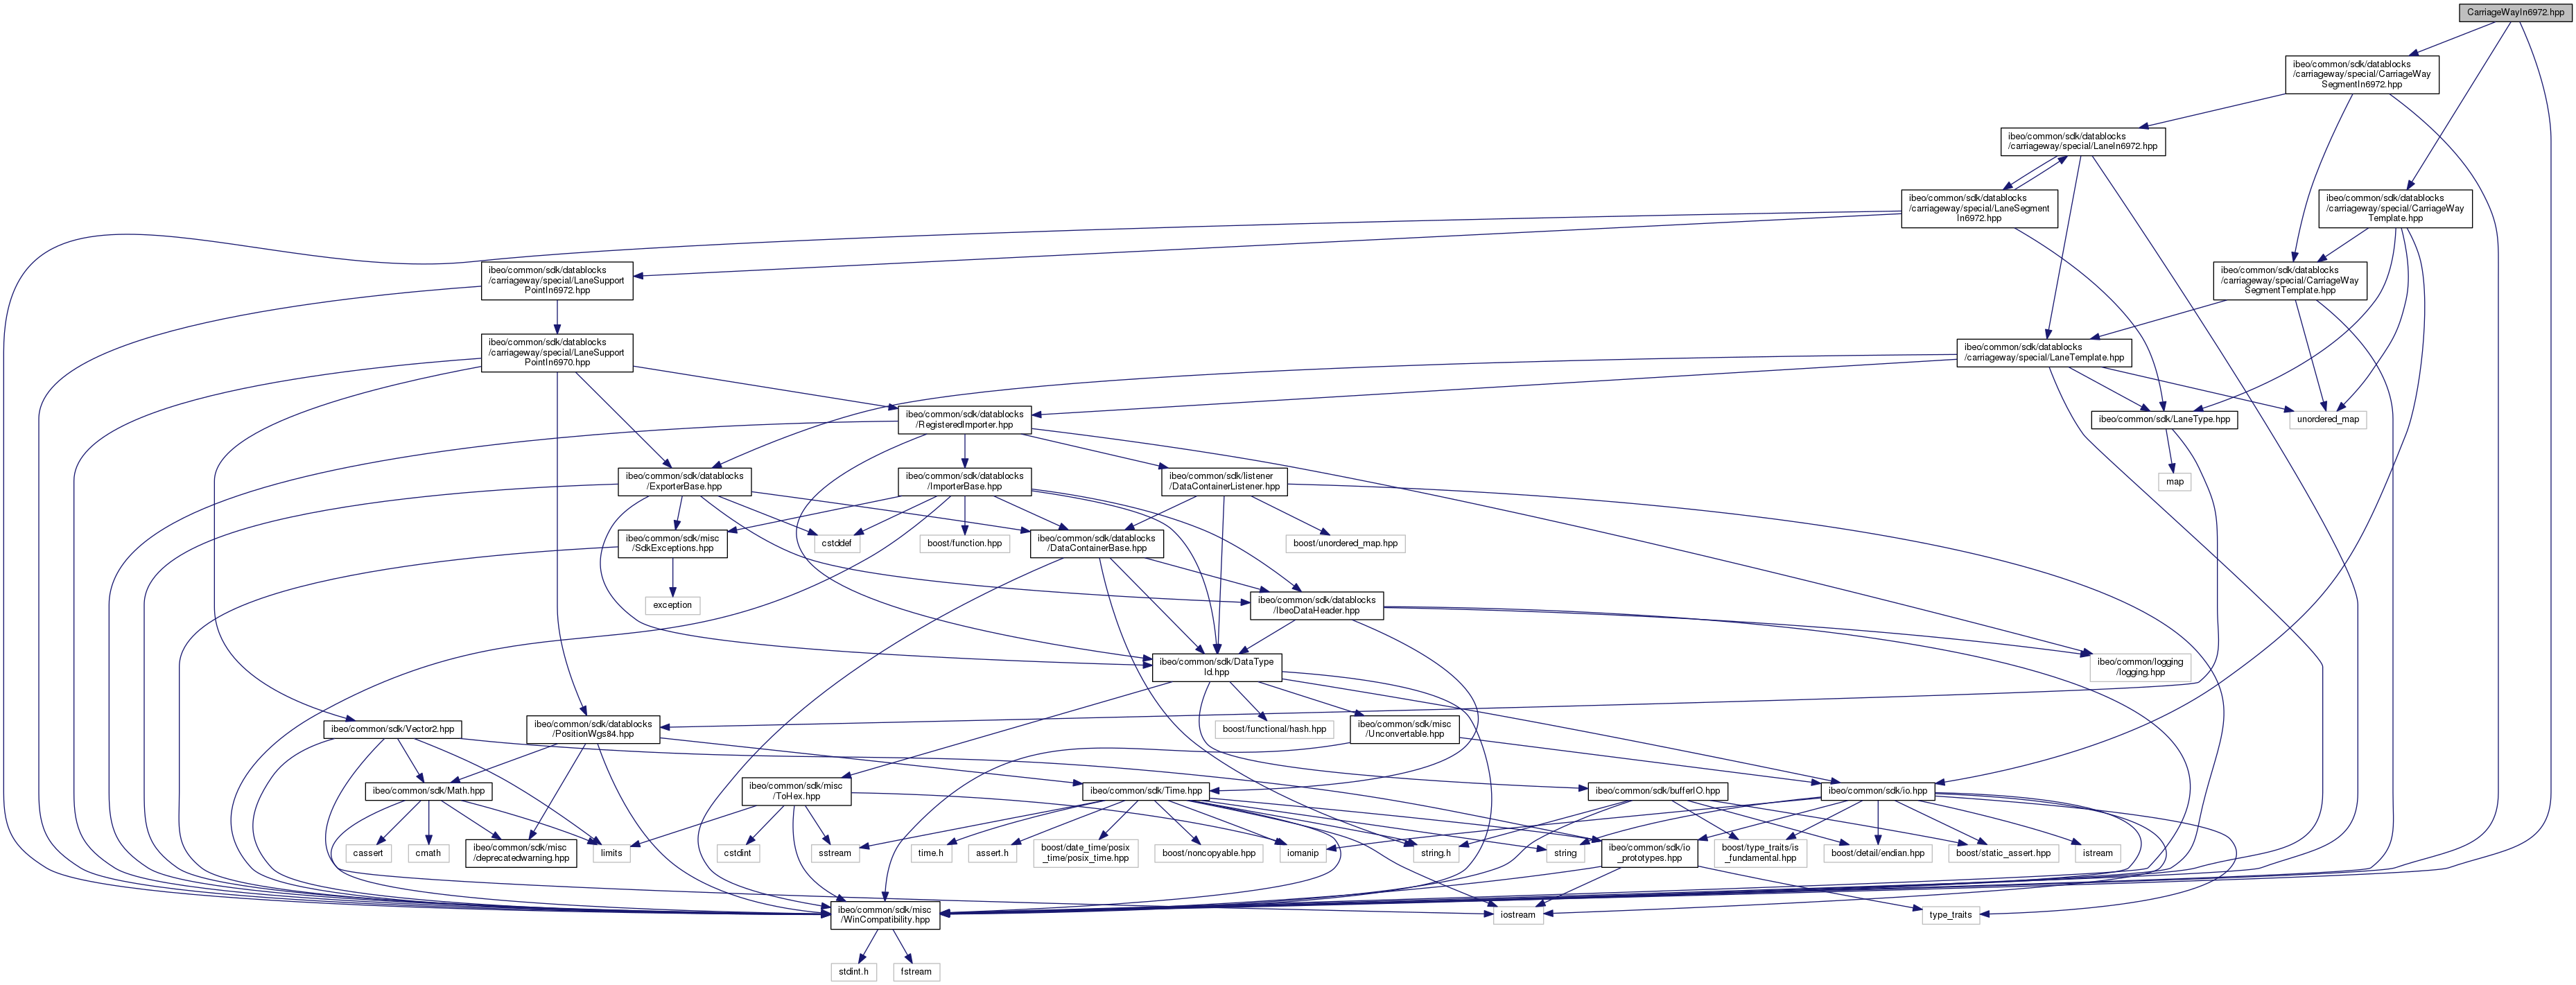 CarriageWayIn6972.hpp
ibeo/common/sdk/datablocks
/carriageway/special/CarriageWay
SegmentIn6972.hpp
ibeo/common/sdk/datablocks
/carriageway/special/LaneIn6972.hpp
ibeo/common/sdk/datablocks
/carriageway/special/LaneSegment
In6972.hpp
ibeo/common/sdk/datablocks
/carriageway/special/CarriageWay
Template.hpp
ibeo/common/sdk/datablocks
/carriageway/special/LaneSupport
PointIn6972.hpp
ibeo/common/sdk/datablocks
/carriageway/special/CarriageWay
SegmentTemplate.hpp
ibeo/common/sdk/datablocks
/carriageway/special/LaneSupport
PointIn6970.hpp
ibeo/common/sdk/datablocks
/carriageway/special/LaneTemplate.hpp
ibeo/common/sdk/datablocks
/RegisteredImporter.hpp
ibeo/common/sdk/LaneType.hpp
unordered_map
ibeo/common/sdk/datablocks
/ExporterBase.hpp
ibeo/common/sdk/datablocks
/ImporterBase.hpp
ibeo/common/sdk/listener
/DataContainerListener.hpp
map
ibeo/common/sdk/misc
/SdkExceptions.hpp
cstddef
boost/function.hpp
ibeo/common/sdk/datablocks
/DataContainerBase.hpp
boost/unordered_map.hpp
exception
ibeo/common/sdk/datablocks
/IbeoDataHeader.hpp
ibeo/common/sdk/DataType
Id.hpp
ibeo/common/logging
/logging.hpp
ibeo/common/sdk/Vector2.hpp
ibeo/common/sdk/datablocks
/PositionWgs84.hpp
boost/functional/hash.hpp
ibeo/common/sdk/misc
/Unconvertable.hpp
ibeo/common/sdk/Math.hpp
ibeo/common/sdk/misc
/ToHex.hpp
ibeo/common/sdk/Time.hpp
ibeo/common/sdk/bufferIO.hpp
ibeo/common/sdk/io.hpp
cassert
cmath
ibeo/common/sdk/misc
/deprecatedwarning.hpp
limits
cstdint
sstream
time.h
assert.h
boost/date_time/posix
_time/posix_time.hpp
boost/noncopyable.hpp
iomanip
string.h
string
ibeo/common/sdk/io
_prototypes.hpp
boost/type_traits/is
_fundamental.hpp
boost/detail/endian.hpp
boost/static_assert.hpp
istream
ibeo/common/sdk/misc
/WinCompatibility.hpp
iostream
type_traits
stdint.h
fstream